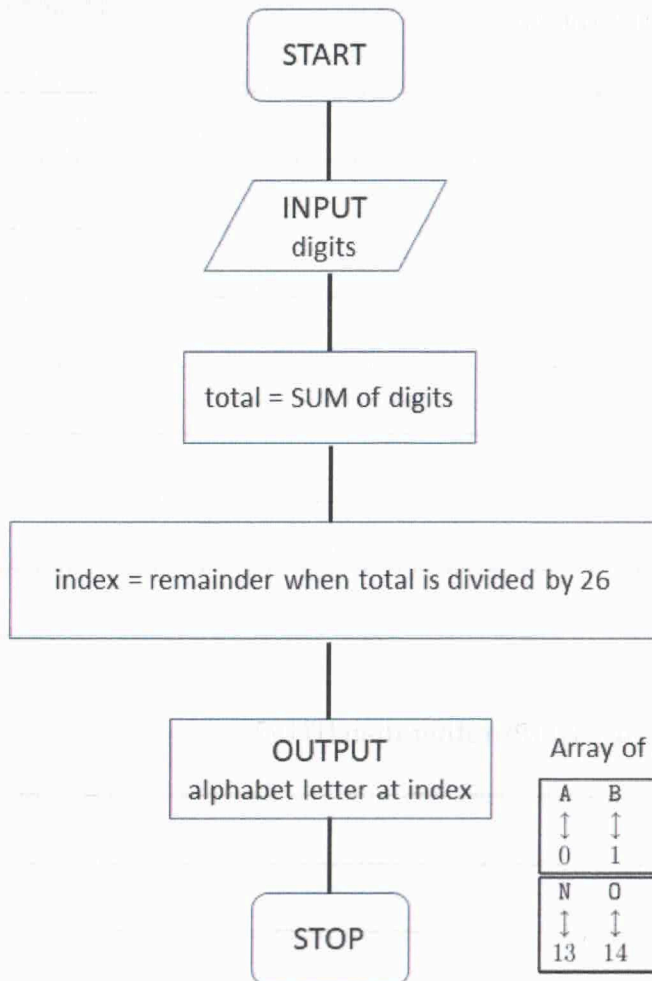 START
INPUT
digits
total = SUM of digits
index = remainder when total is divided by 26
OUTPUT
alphabet letter at index
Array of
A B
↕ ↕
0 1
N O
↕ ↕
13 14
STOP